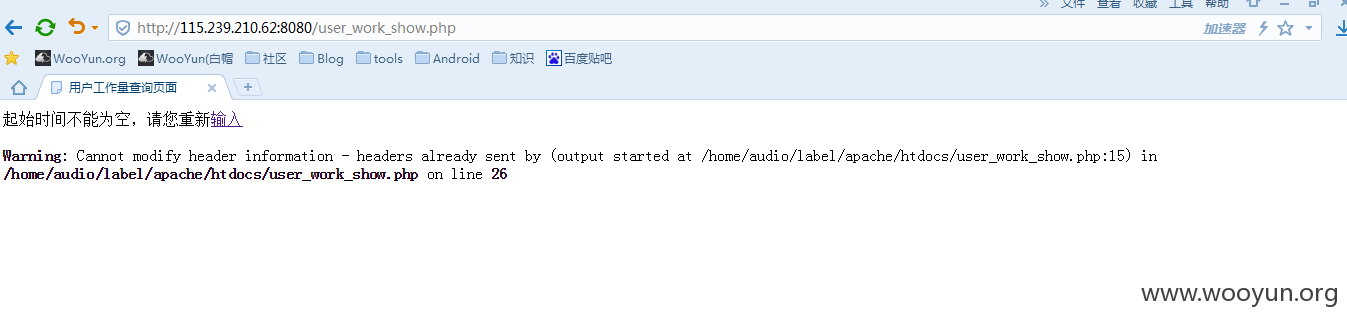 » 文件 查看 收藏 工具 帮助
http://115.239.210.62:8080/user_work_show.php 加速器
WooYun.org WooYun(白帽 社区 Blog tools Android 知识 百度贴吧
用户工作量查询页面
起始时间不能为空，请您重新输入
Warning: Cannot modify header information - headers already sent by (output started at /home/audio/label/apache/htdocs/user_work_show.php:15) in
/home/audio/label/apache/htdocs/user_work_show.php on line 26
www.wooyun.org